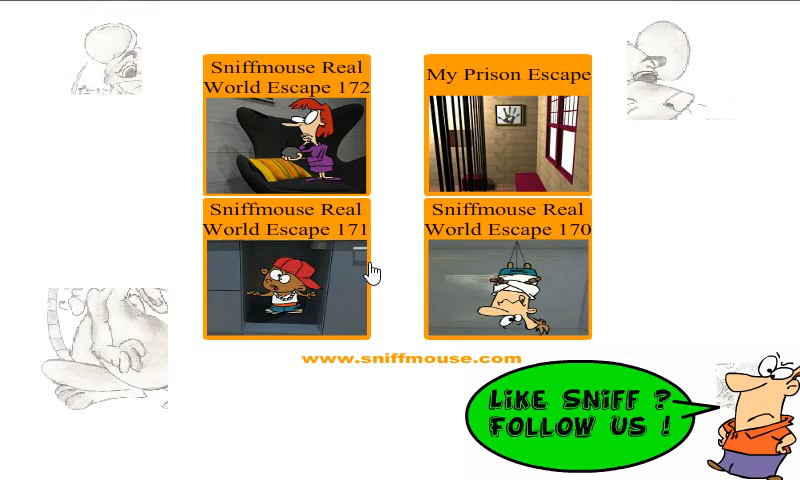 Sniffmouse Real
World Escape 172
My Prison Escape
Sniffmouse Real
World Escape 171
Sniffmouse Real
World Escape 170
www.sniffmouse.com
LIKE SNIFF ?
FOLLOW US !